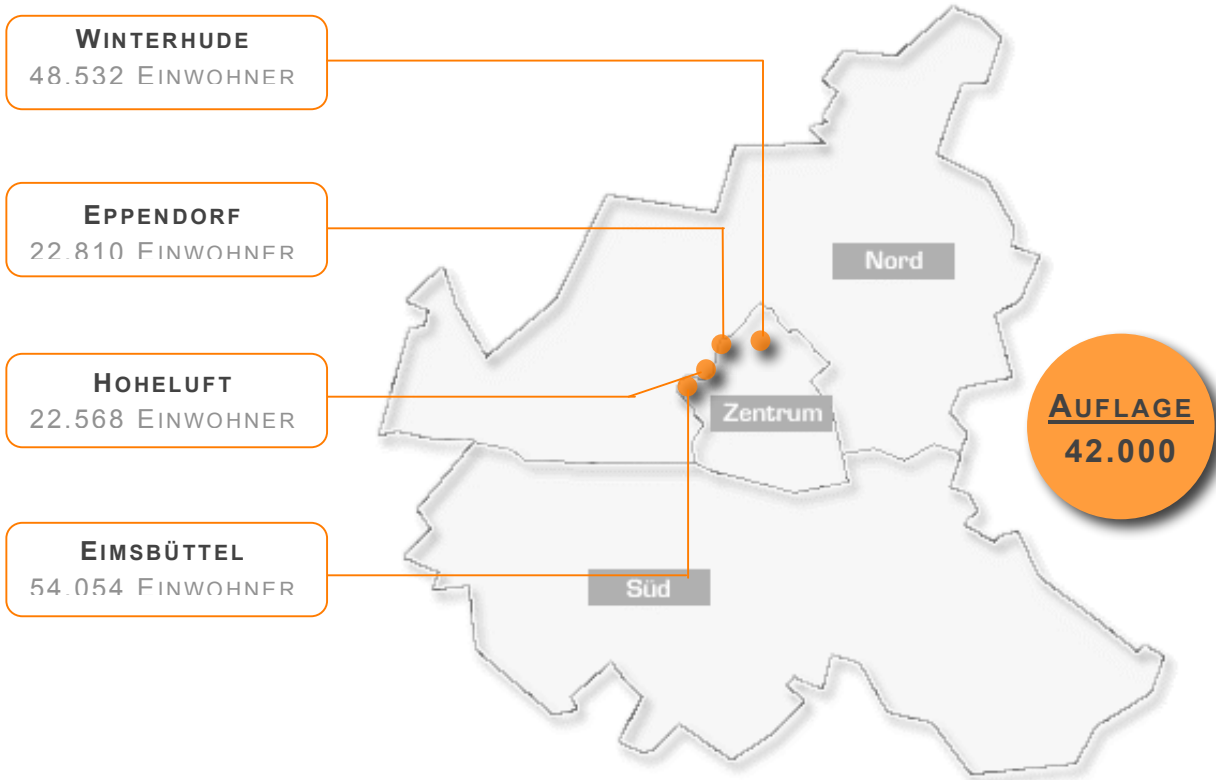 WINTERHUDE
48.532 EINWOHNER
EPPENDORF
22.810 EINWOHNER
HOHELUFT
22.568 EINWOHNER
EIMSBÜTTEL
54.054 EINWOHNER
Nord
Zentrum
Süd
AUFLAGE
42.000